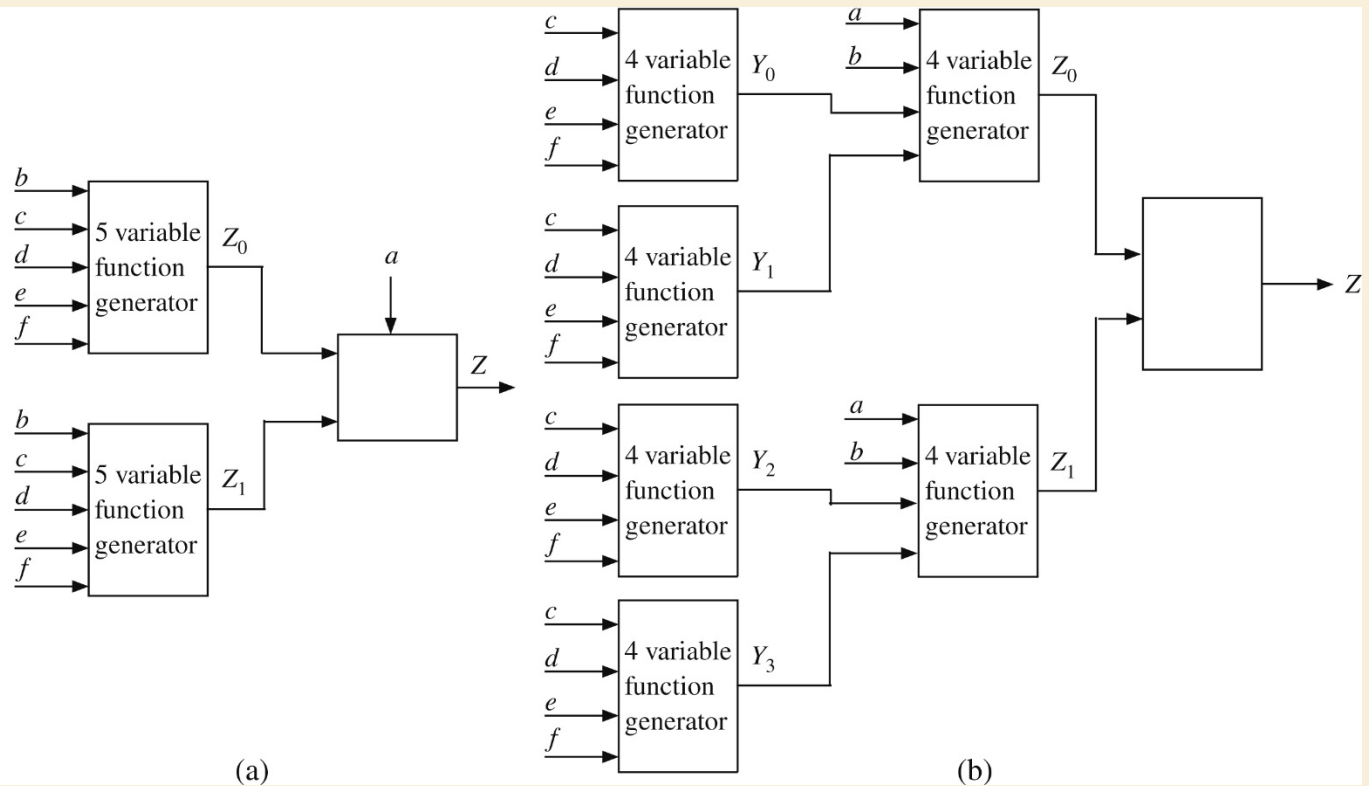 b
c
d
e
f
5 variable
function
generator
Z0
b
c
d
e
f
5 variable
function
generator
Z1
a
Z
(a)
c
d
e
f
4 variable
function
generator
Y0
c
d
e
f
4 variable
function
generator
Y1
a
b
4 variable
function
generator
Z0
c
d
e
f
4 variable
function
generator
Y2
c
d
e
f
4 variable
function
generator
Y3
a
b
4 variable
function
generator
Z1
Z
(b)